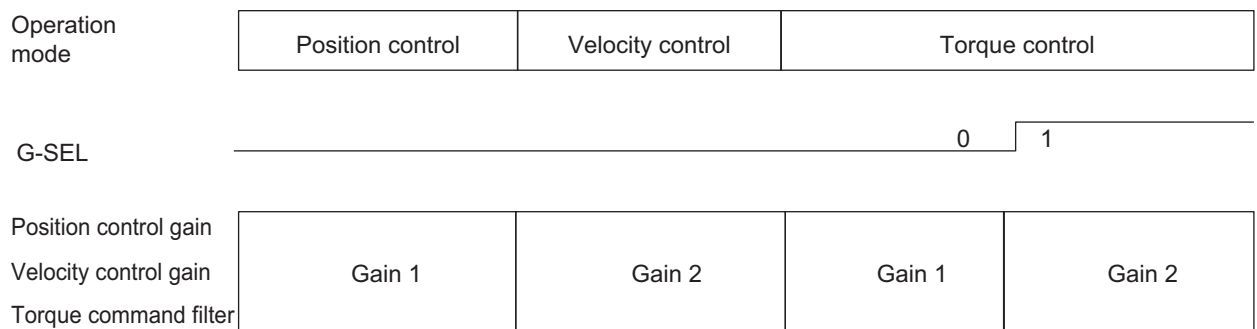 Operation
mode
Position control
Velocity control
Torque control
G-SEL
0
1
Position control gain
Velocity control gain
Torque command filter
Gain 1
Gain 2
Gain 1
Gain 2